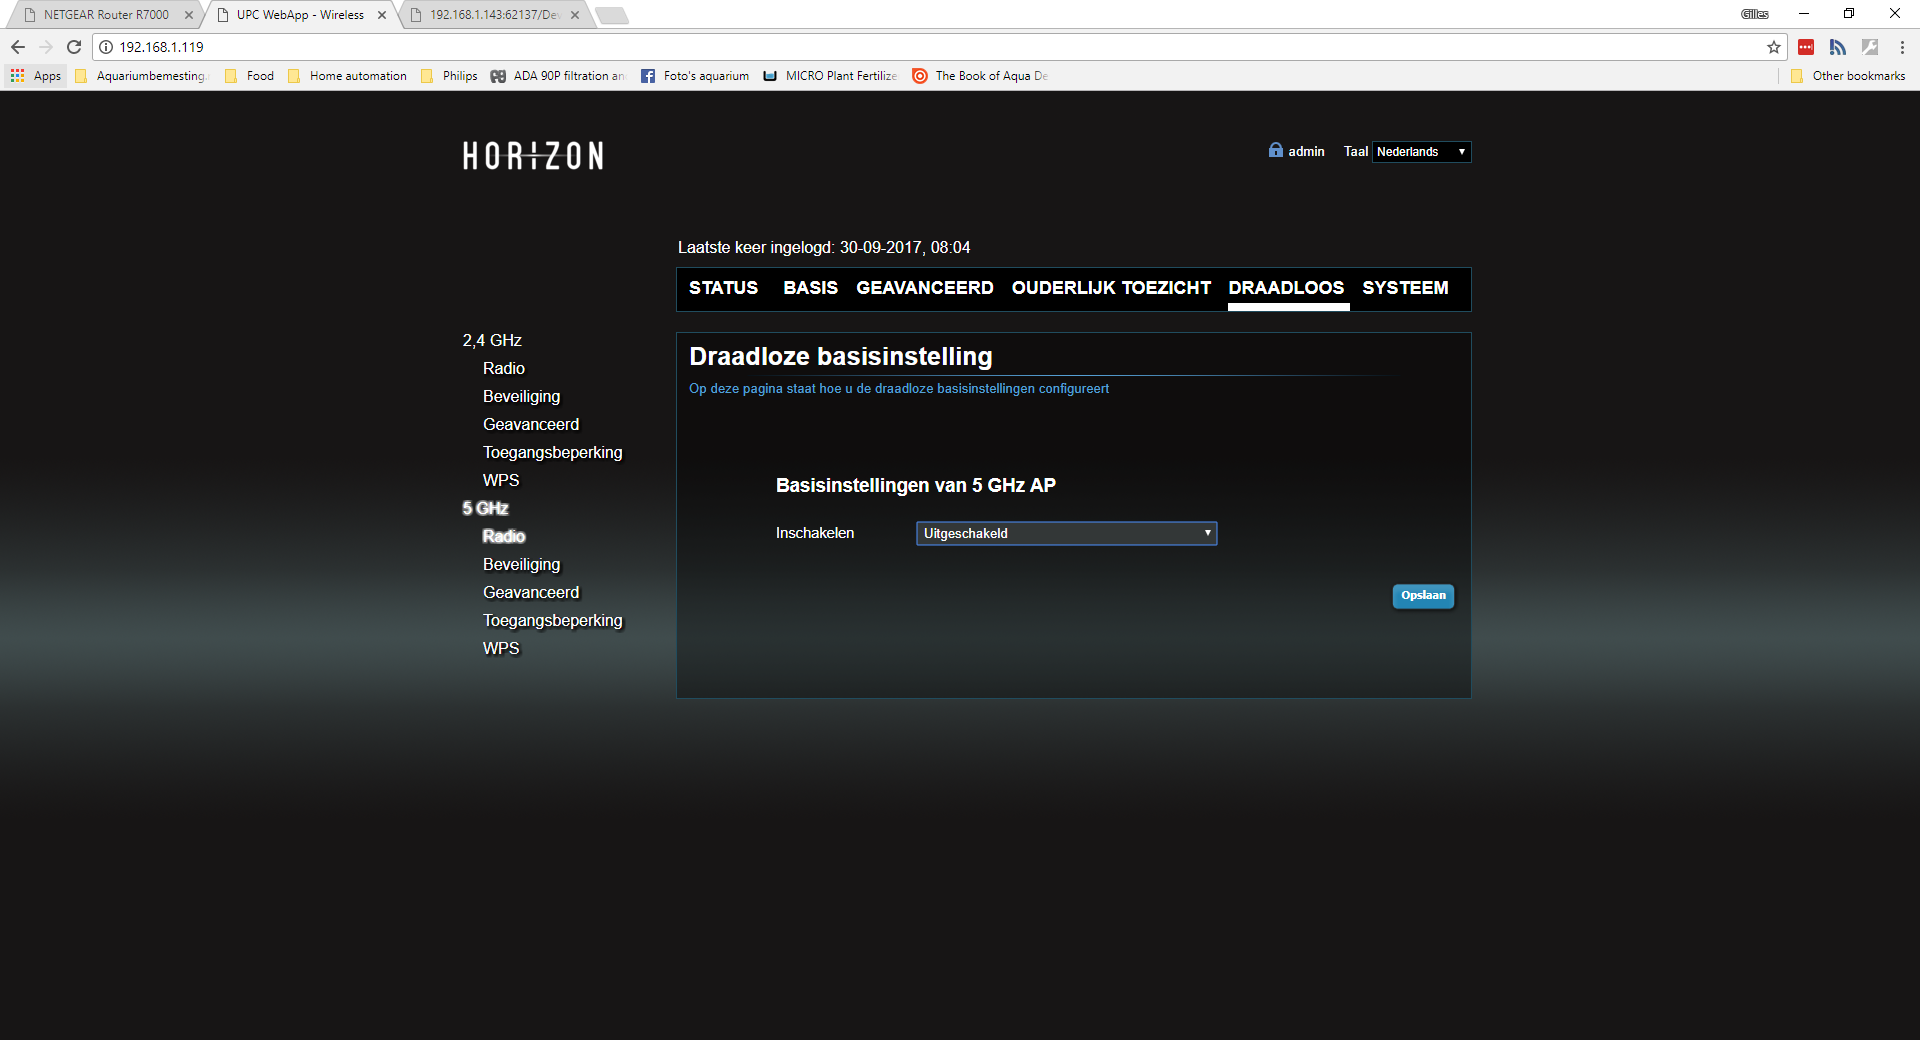 NETGEAR Router R7000
UPC WebApp - Wireless
192.168.1.143:62137/De
Gilles
192.168.1.119
Apps
Aquariumbemesting.
Food
Home automation
Philips
ADA 90P filtration an
Foto's aquarium
MICRO Plant Fertilize
The Book of Aqua De
Other bookmarks
HORIZON
admin
Taal Nederlands
Laatste keer ingelogd: 30-09-2017, 08:04
STATUS BASIS GEAVANCEERD OUDERLIJK TOEZICHT DRAADLOOS SYSTEEM
2,4 GHz
Radio
Beveiliging
Geavanceerd
Toegangsbeperking
WPS
5 GHz
Radio
Beveiliging
Geavanceerd
Toegangsbeperking
WPS
Draadloze basisinstelling
Op deze pagina staat hoe u de draadloze basisinstellingen configureert
Basisinstellingen van 5 GHz AP
Inschakelen Uitgeschakeld
Opslaan